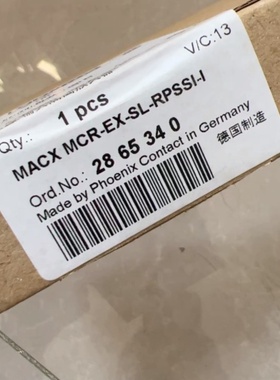 V/C:13
Qty.:
1 pcs
MACX MCR-EX-SL-RPSSI-I
Ord.No.: 28 65 34 0
Made by Phoenix Contact in Germany
德国制造